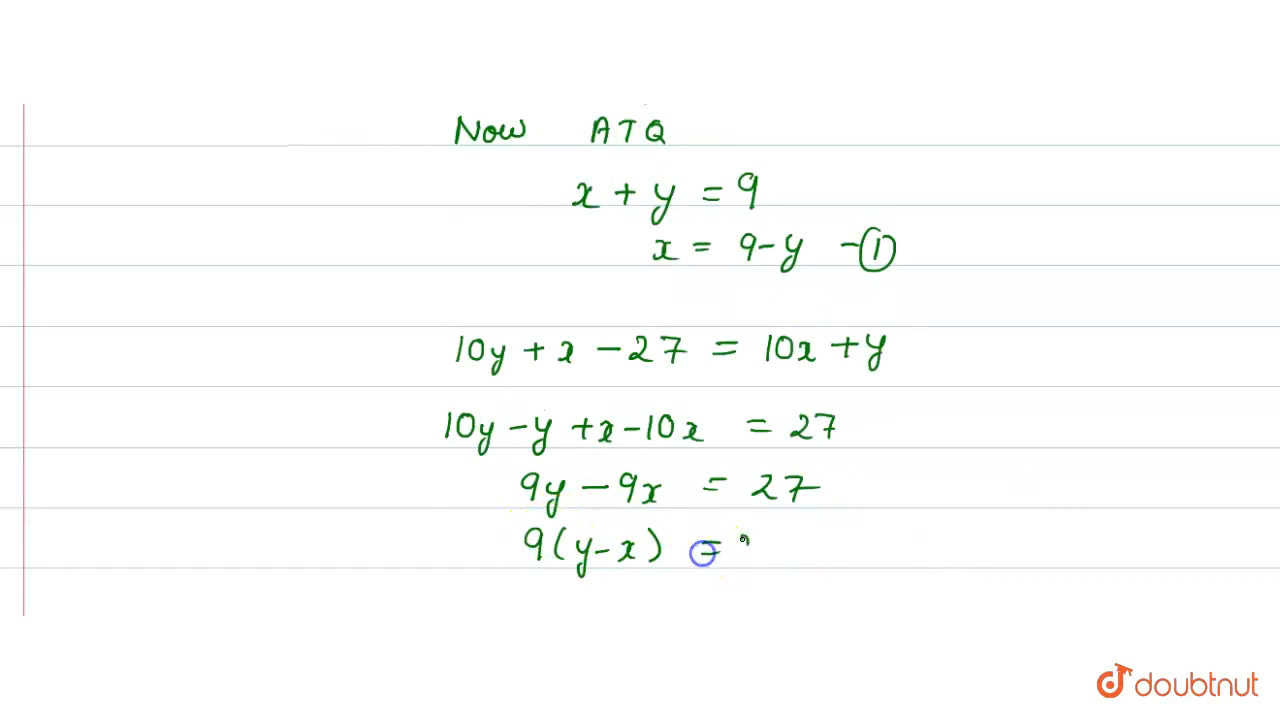 Now ATQ
x + y = 9
x = 9-y -①
10y + x - 27 = 10x + y
10y - y + x - 10x = 27
9y - 9x = 27
9(y-x) =
doubtnut